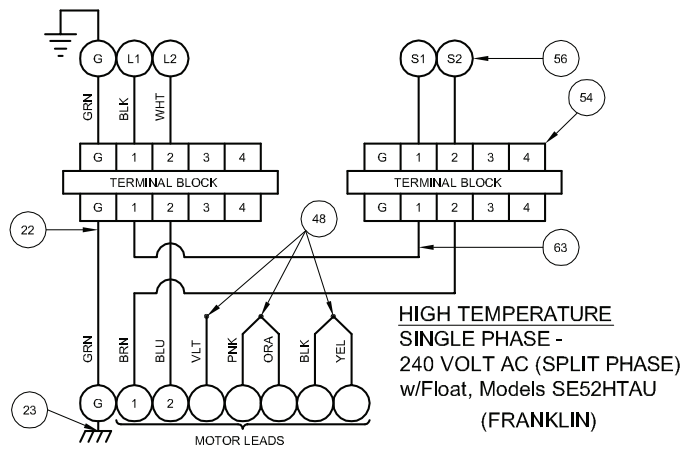 G L1 L2 S1 S2 56
54
GRN BLK WHT
G 1 2 3 4 G 1 2 3 4
TERMINAL BLOCK TERMINAL BLOCK
G 1 2 3 4 G 1 2 3 4
22 48 63
HIGH TEMPERATURE
SINGLE PHASE -
240 VOLT AC (SPLIT PHASE)
w/Float, Models SE52HTAU
(FRANKLIN)
GRN BRN BLU VLT PNK ORA BLK YEL
23 G 1 2
MOTOR LEADS